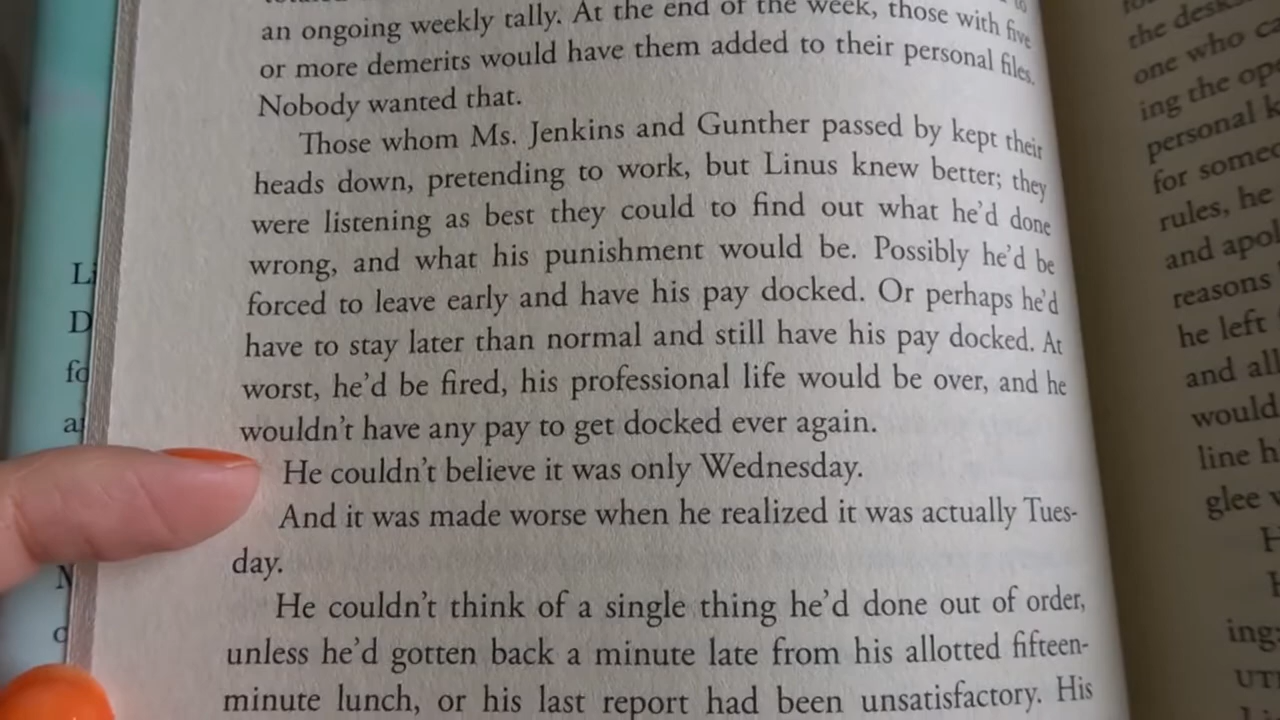 an ongoing weekly tally. At the end of the week, those with five
or more demerits would have them added to their personal files.
Nobody wanted that.
Those whom Ms. Jenkins and Gunther passed by kept their
heads down, pretending to work, but Linus knew better; they
were listening as best they could to find out what he'd done
wrong, and what his punishment would be. Possibly he'd be
forced to leave early and have his pay docked. Or perhaps he'd
have to stay later than normal and still have his pay docked. At
worst, he'd be fired, his professional life would be over, and he
wouldn't have any pay to get docked ever again.
He couldn't believe it was only Wednesday.
And it was made worse when he realized it was actually Tues-
day.
He couldn't think of a single thing he'd done out of order,
unless he'd gotten back a minute late from his allotted fifteen-
minute lunch, or his last report had been unsatisfactory. His
the desk
one who
ing the
personal
for
rules, he
and
reasons
he left
and all
would
line
glee